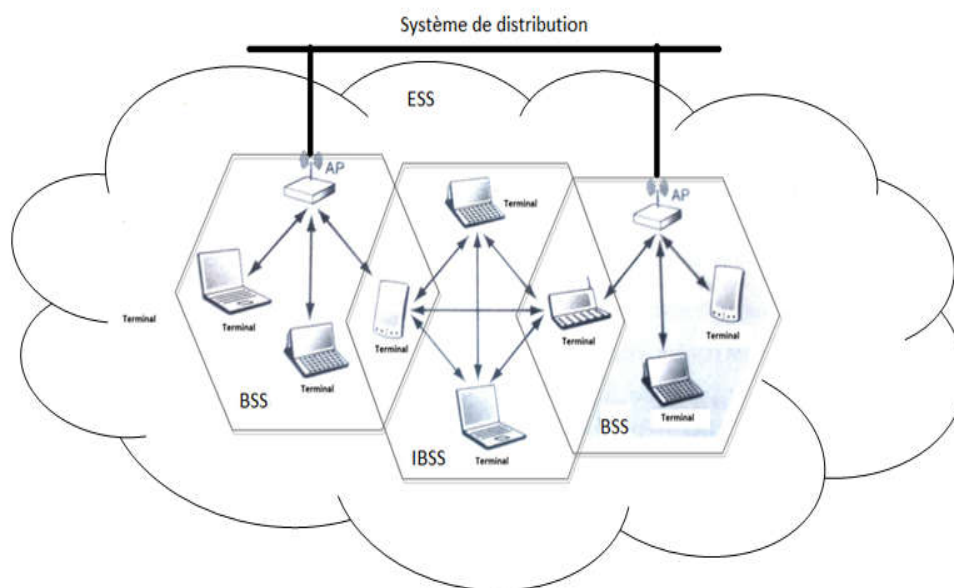 Système de distribution
ESS
AP
Terminal
AP
Terminal
Terminal
Terminal
Terminal
Terminal
Terminal
Terminal
BSS
Terminal
BSS
IBSS
Terminal